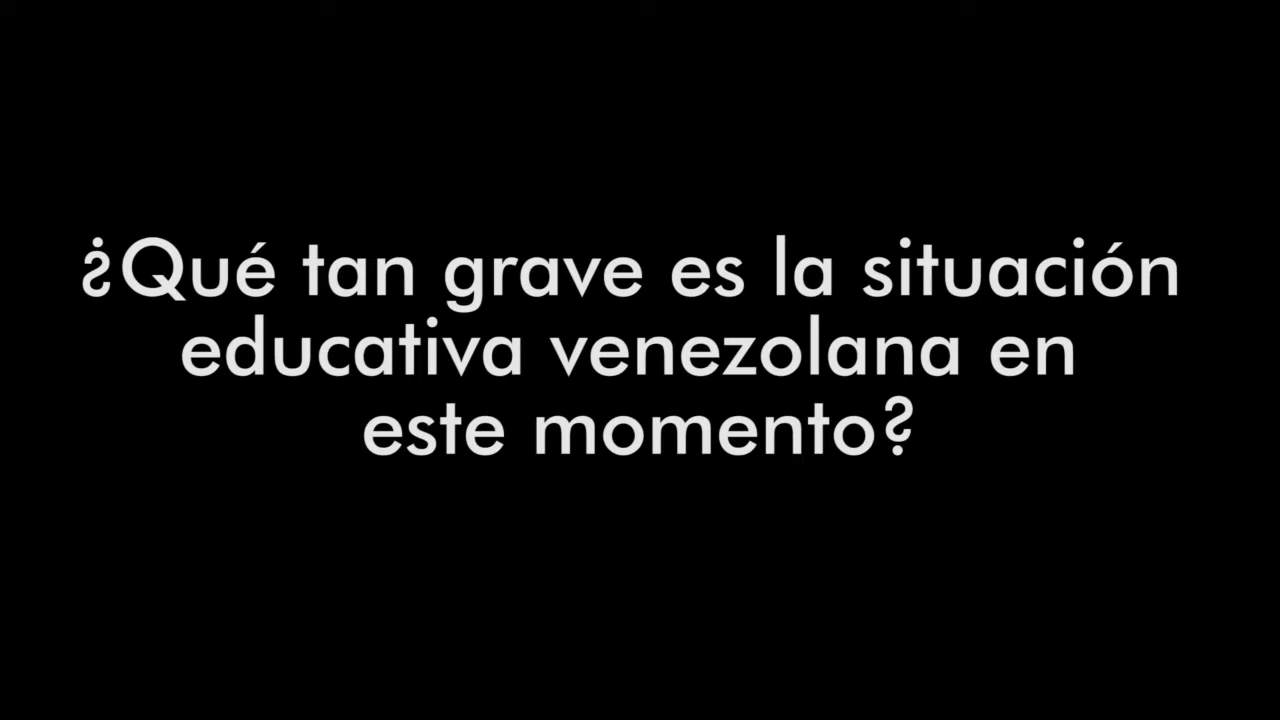 ¿Qué tan grave es la situación
educativa venezolana en
este momento?